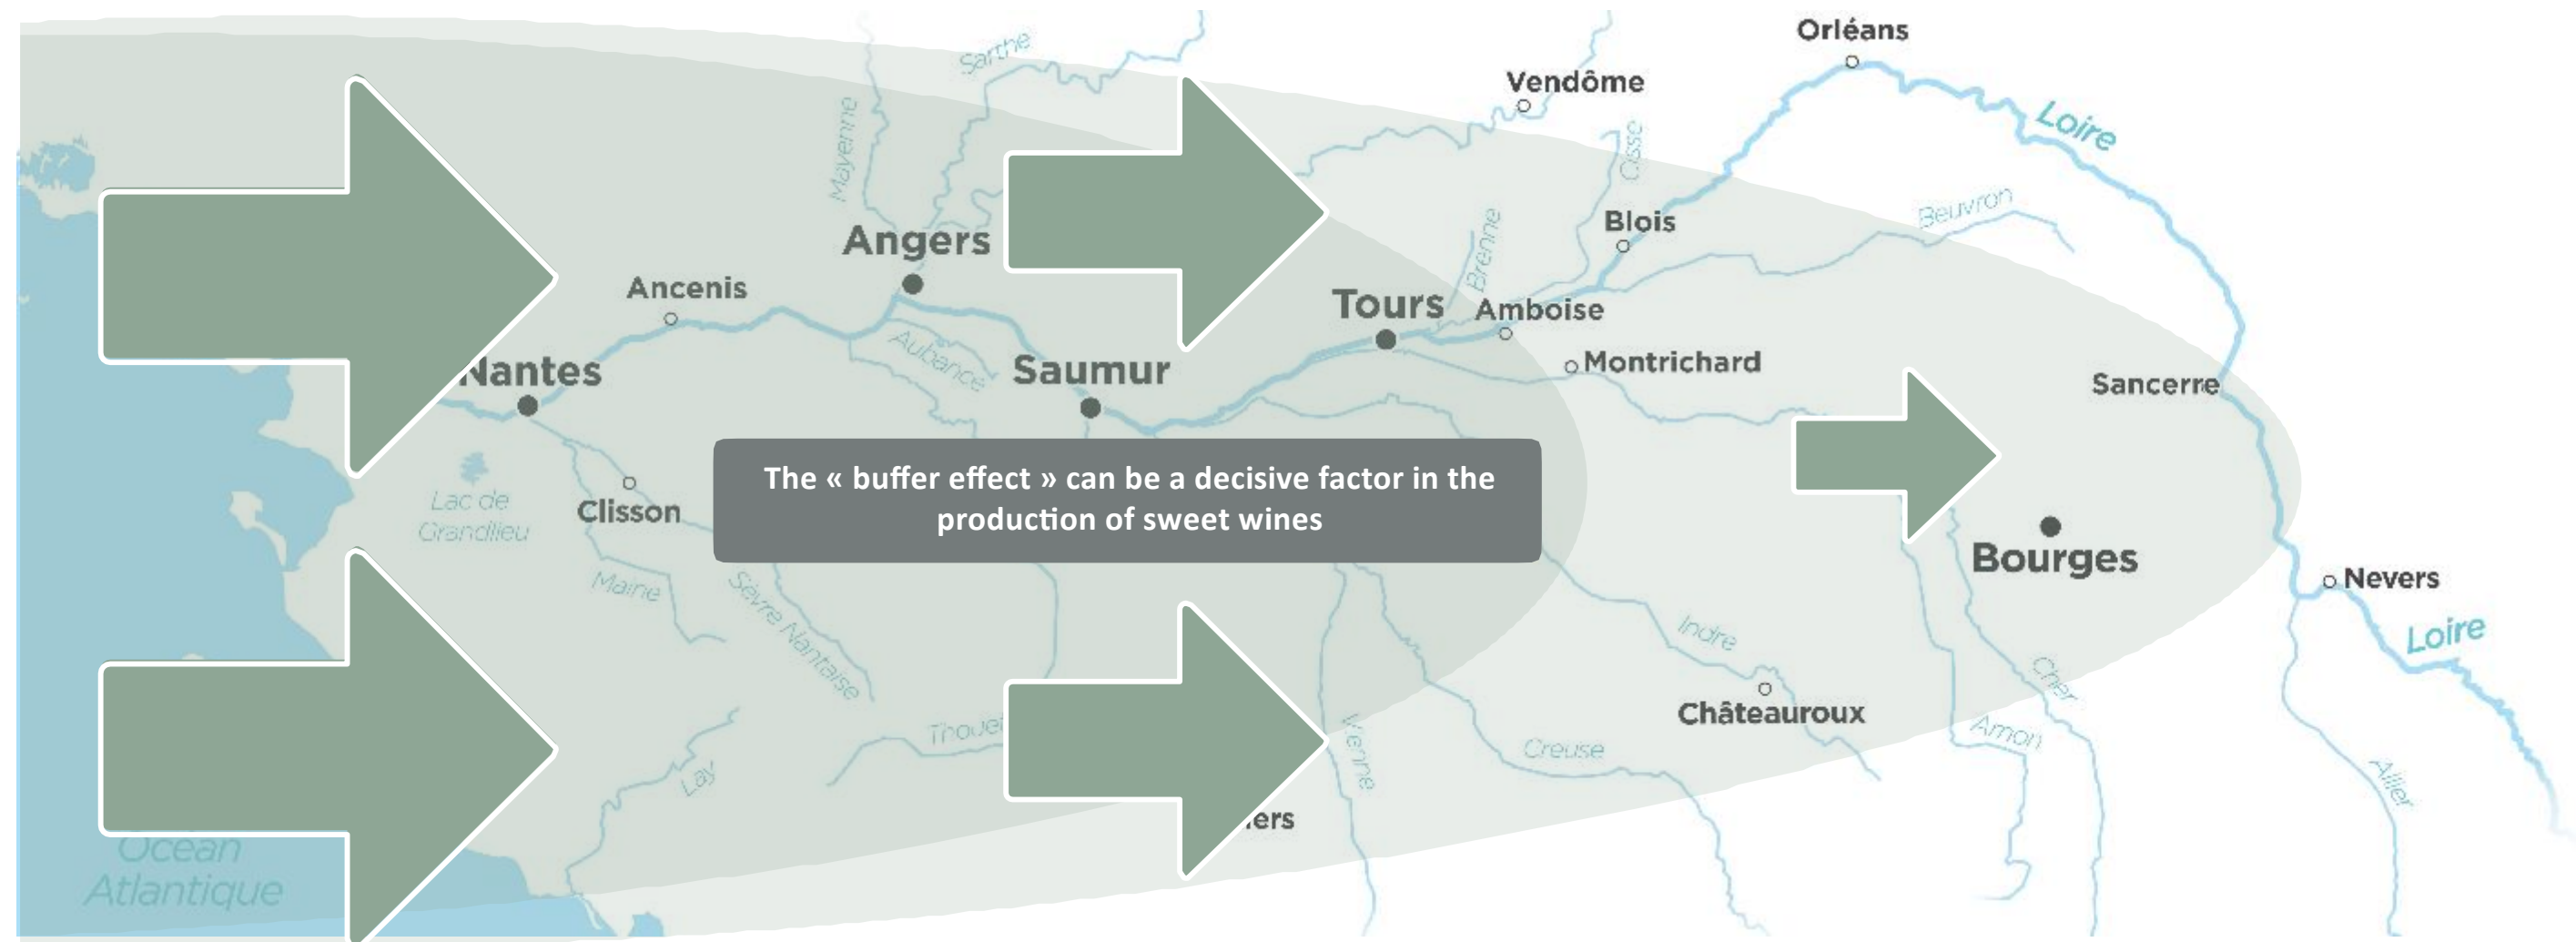 Orléans
Sarthe
Vendôme
Loire
Mayenne
Cisse
Beuvron
Blois
Angers
Brenne
Ancenis
Tours
Amboise
Aubance
Nantes
Saumur
Montrichard
Sancerre
The « buffer effect » can be a decisive factor in the
production of sweet wines
Lac de
Grandlieu
Clisson
Bourges
Nevers
Maine
Sèvre Nantaise
Indre
Loire
Cher
Châteauroux
Thouet
Vienne
Creuse
Arnon
Lay
Allier
Océan
Atlantique